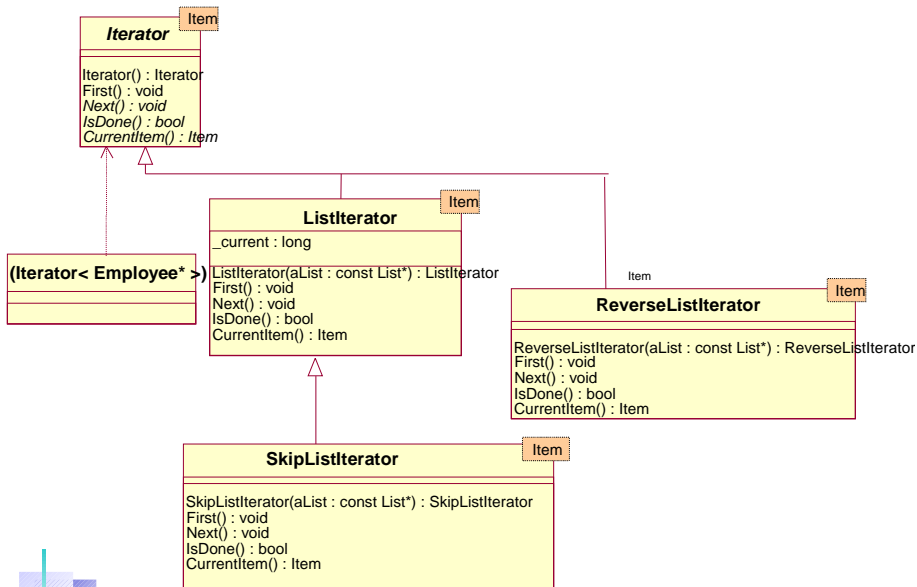 Item
Iterator
Iterator() : Iterator
First() : void
Next() : void
IsDone() : bool
CurrentItem() : Item
(Iterator< Employee* >)
Item
ListIterator
_current : long
ListIterator(aList : const List*) : ListIterator
First() : void
Next() : void
IsDone() : bool
CurrentItem() : Item
Item
Item
ReverseListIterator
ReverseListIterator(aList : const List*) : ReverseListIterator
First() : void
Next() : void
IsDone() : bool
CurrentItem() : Item
Item
SkipListIterator
SkipListIterator(aList : const List*) : SkipListIterator
First() : void
Next() : void
IsDone() : bool
CurrentItem() : Item